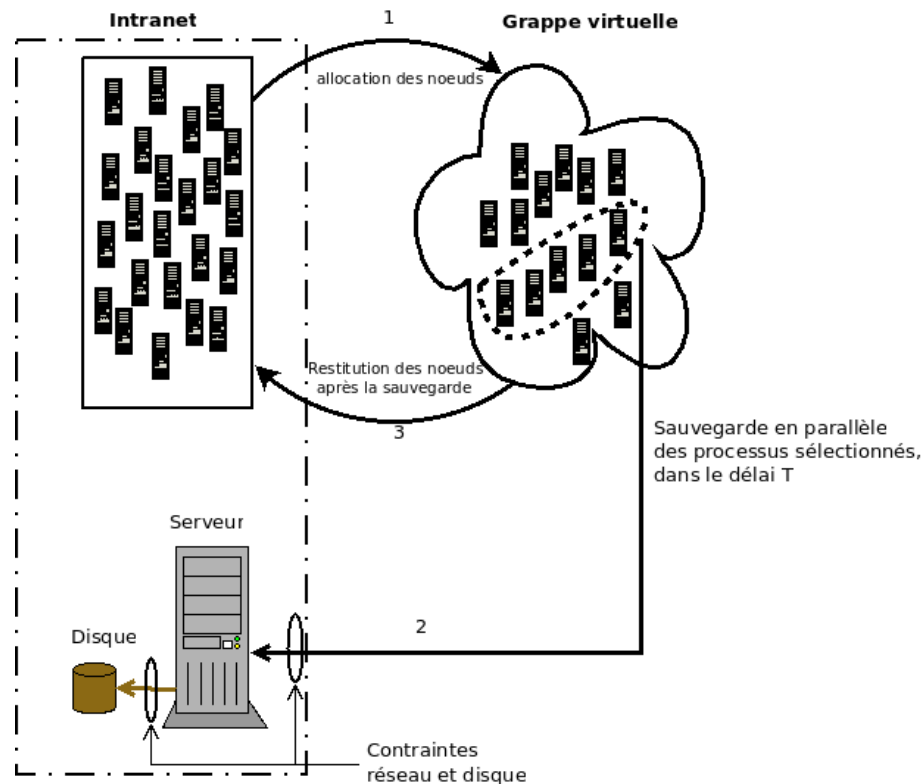 1
Intranet
Grappe virtuelle
allocation des noeuds
Restitution des noeuds
après la sauvegarde
3
Sauvegarde en parallèle
des processus sélectionnés,
dans le délai T
Serveur
2
Disque
Contraintes
réseau et disque